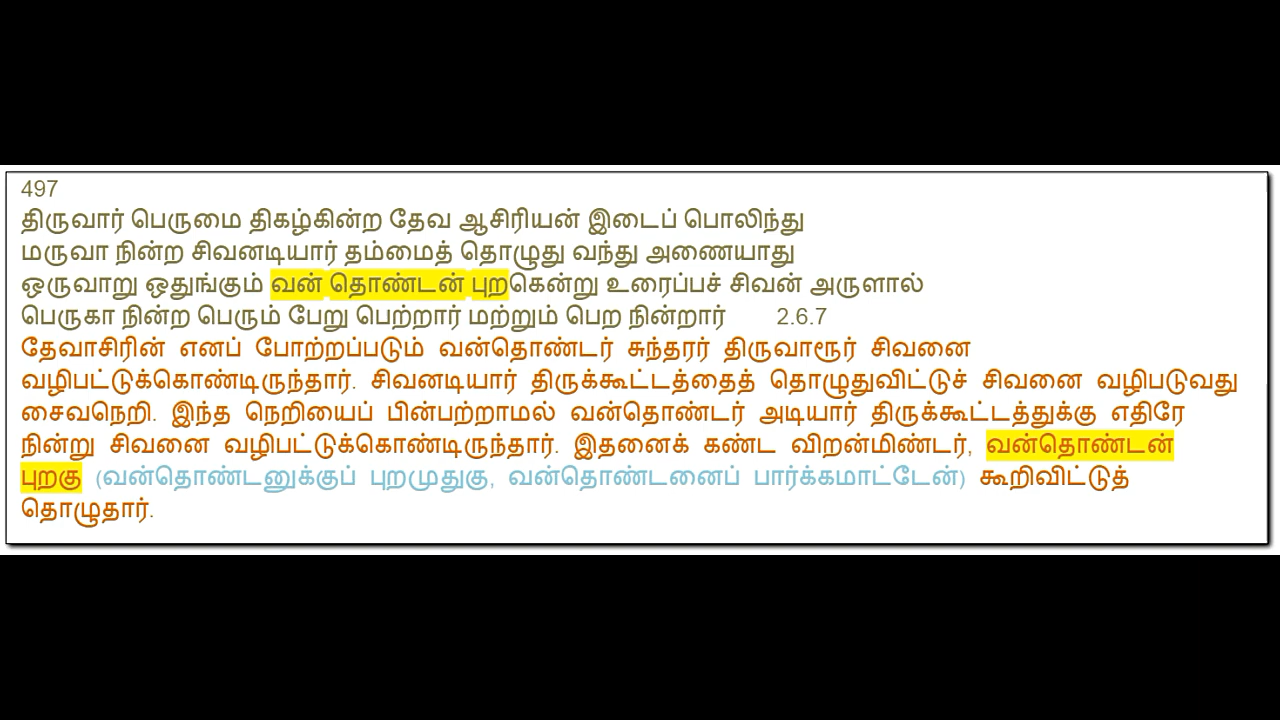 497
திருவார் பெருமை திகழ்கின்ற தேவ ஆசிரியன் இடைப் பொலிந்து
மருவா நின்ற சிவனடியார் தம்மைத் தொழுது வந்து அணையாது
ஒருவாறு ஒதுங்கும் வன் தொண்டன் புறகென்று உரைப்பச் சிவன் அருளால்
பெருகா நின்ற பெரும் பேறு பெற்றார் மற்றும் பெற நின்றார் 2.6.7
தேவாசிரின் எனப் போற்றப்படும் வன்தொண்டர் சுந்தரர் திருவாரூர் சிவனை
வழிபட்டுக்கொண்டிருந்தார். சிவனடியார் திருக்கூட்டத்தைத் தொழுதுவிட்டுச் சிவனை வழிபடுவது
சைவநெறி. இந்த நெறியைப் பின்பற்றாமல் வன்தொண்டர் அடியார் திருக்கூட்டத்துக்கு எதிரே
நின்று சிவனை வழிபட்டுக்கொண்டிருந்தார். இதனைக் கண்ட விறன்மிண்டர், வன்தொண்டன்
புறகு (வன்தொண்டனுக்குப் புறமுதுகு, வன்தொண்டனைப் பார்க்கமாட்டேன்) கூறிவிட்டுத்
தொழுதார்.